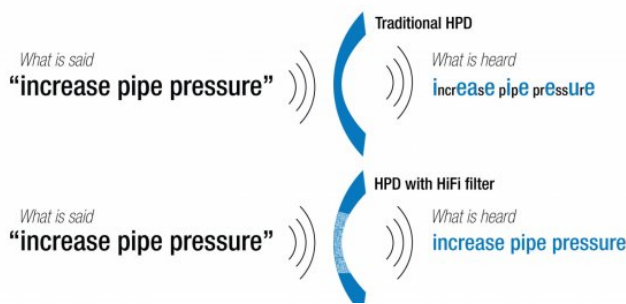 Traditional HPD
What is said
What is heard
“increase pipe pressure”
increase pipe pressure
HPD with HiFi filter
What is said
What is heard
“increase pipe pressure”
increase pipe pressure